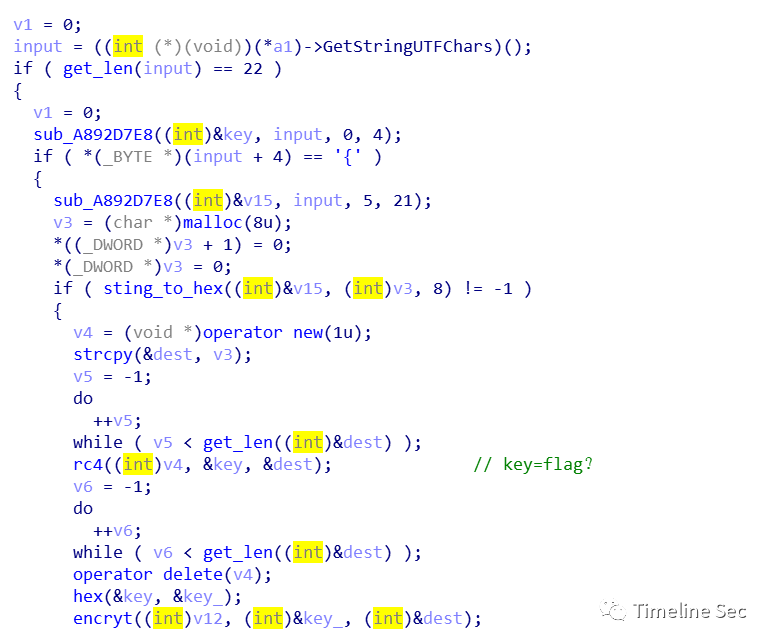 v1 = 0;
input = ((int (*)(void))(*a1)->GetStringUTFChars)();
if ( get_len(input) == 22 )
{
  v1 = 0;
  sub_A892D7E8((int)&key, input, 0, 4);
  if ( *(_BYTE *)(input + 4) == '{' )
  {
    sub_A892D7E8((int)&v15, input, 5, 21);
    v3 = (char *)malloc(8u);
    *((_DWORD *)v3 + 1) = 0;
    *(_DWORD *)v3 = 0;
    if ( sting_to_hex((int)&v15, (int)v3, 8) != -1 )
    {
      v4 = (void *)operator new(1u);
      strcpy(&dest, v3);
      v5 = -1;
      do
        ++v5;
      while ( v5 < get_len((int)&dest) );
      rc4((int)v4, &key, &dest);              // key=flag?
      v6 = -1;
      do
        ++v6;
      while ( v6 < get_len((int)&dest) );
      operator delete(v4);
      hex(&key, &key_);
      encryt((int)v12, (int)&key_, (int)&dest);
Timeline Sec